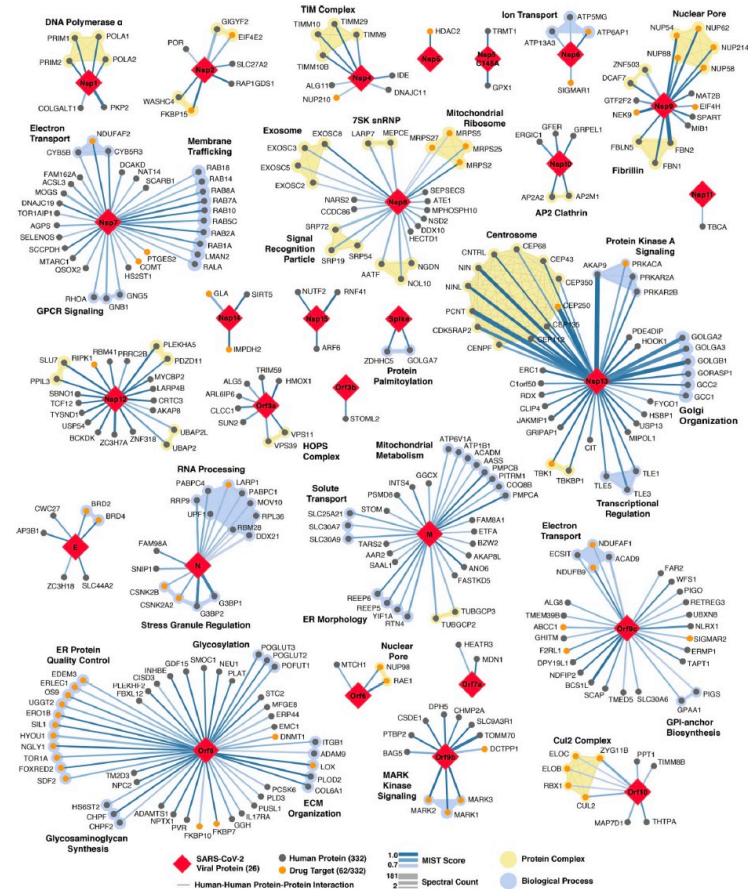 DNA Polymerase α
PRIM1
POLA1
PRIM2
POLA2
Nsp1
COLGALT1
PKP2
GIGYF2
EIF4E2
POR
Nsp2
SLC27A2
RAP1GDS1
WASHC4
FKBP15
TIM Complex
TIMM10
TIMM29
TIMM9
TIMM10B
Nsp4
ALG11
IDE
NUP210
DNAJC11
HDAC2
Nsp5
TRMT1
Nsp5
C145A
GPX1
Ion Transport
ATP5MG
ATP6AP1
ATP13A3
Nsp6
SIGMAR1
Nuclear Pore
NUP54
NUP62
NUP214
NUP88
NUP58
ZNF503
DCAF7
MAT2B
GTF2F2
Nsp9
EIF4H
NEK9
SPART
MIB1
FBLN5
FBN2
FBN1
Fibrillin
Electron
Transport
NDUFAF2
CYB5B
CYB5R3
Membrane
Trafficking
DCAKD
FAM162A
NAT14
ACSL3
SCARB1
MOGS
DNAJC19
TOR1AIP1
Nsp7
AGPS
SELENOS
SCCPDH
MTARC1
QSOX2
PTGES2
COMT
HS2ST1
RAB18
RAB14
RAB8A
RAB7A
RAB10
RAB5C
RAB2A
RAB1A
LMAN2
RALA
RHOA
GNG5
GNB1
GPCR Signaling
Exosome
EXOSC8
EXOSC3
EXOSC5
EXOSC2
7SK snRNP
LARP7
MEPCE
Mitochondrial
Ribosome
MRPS5
MRPS27
MRPS25
MRPS2
NARS2
CCDC86
Nsp8
SEPSECS
ATE1
MPHOSPH10
NSD2
DDX10
HECTD1
SRP72
SRP54
SRP19
Signal
Recognition
Particle
NGDN
AATF
NOL10
GFER
ERGIC1
GRPEL1
Nsp10
AP2A2
AP2M1
AP2 Clathrin
Nsp11
TBCA
Centrosome
CEP68
CNTRL
CEP43
NIN
CEP350
NINL
CEP250
PCNT
CEP135
CDK5RAP2
CEP112
CENPF
Protein Kinase A
Signaling
AKAP9
PRKACA
PRKAR2A
PRKAR2B
PDE4DIP
HOOK1
GOLGA2
GOLGA3
GOLGB1
GORASP1
GCC2
GCC1
Golgi
Organization
ERC1
C1orf50
RDX
CLIP4
JAKMIP1
GRIPAP1
Nsp13
FYCO1
HSBP1
USP13
MIPOL1
CIT
TBK1
TBKBP1
TLE1
TLE5
TLE3
Transcriptional
Regulation
GLA
SIRT5
Nsp14
IMPDH2
NUTF2
RNF41
Nsp15
ARF6
Spike
ZDHHC5
GOLGA7
Protein
Palmitoylation
PLEKHA5
PDZD11
SLU7
RIPK1
RBM41
PRRC2B
PPIL3
MYCBP2
SBNO1
LARP4B
TCF12
Nsp12
CRTC3
TYSND1
AKAP8
USP54
BCKDK
ZC3H7A
ZNF318
UBAP2L
UBAP2
TRIM59
ALG5
HMOX1
ARL6IP6
CLCC1
Orf3a
SUN2
VPS11
VPS39
HOPS
Complex
Orf3b
STOML2
CWC27
BRD2
BRD4
AP3B1
E
ZC3H18
SLC44A2
RNA Processing
PABPC4
LARP1
RRP9
PABPC1
MOV10
UPF1
RPL36
RBM28
DDX21
FAM98A
SNIP1
N
CSNK2B
CSNK2A2
G3BP1
G3BP2
Stress Granule Regulation
Mitochondrial
Metabolism
ATP6V1A
ATP1B1
ACADM
AASS
PMPCB
PITRM1
COQ8B
PMPCA
Solute
Transport
GGCX
INTS4
PSMD8
STOM
SLC25A21
SLC30A7
SLC30A9
TARS2
AAR2
SAAL1
M
FAM8A1
ETFA
BZW2
AKAP8L
ANO6
FASTKD5
REEP6
REEP5
YIF1A
RTN4
ER Morphology
TUBGCP3
TUBGCP2
Electron
Transport
NDUFAF1
ECSIT
ACAD9
NDUFB9
FAR2
WFS1
PIGO
RETREG3
UBXN8
NLRX1
SIGMAR2
ERMP1
TAPT1
ALG8
TMEM39B
ABCC1
GHITM
F2RL1
Orf9c
DPY19L1
NDFIP2
BCS1L
SCAP
TMED5
SLC30A6
PIGS
GPAA1
GPI-anchor
Biosynthesis
ER Protein
Quality Control
EDEM3
ERLEC1
OS9
UGGT2
ERO1B
SIL1
HYOU1
NGLY1
TOR1A
FOXRED2
SDF2
Glycosylation
POGLUT3
POGLUT2
POFUT1
SMOC1
GDF15
NEU1
INHBE
PLAT
CISD3
PLEKHF2
FBXL12
STC2
MFGE8
ERP44
EMC1
DNMT1
ITGB1
ADAM9
LOX
PLOD2
COL6A1
ECM
Organization
Orf8
TM2D3
NPC2
PCSK6
PLD3
PUSL1
IL17RA
GGH
FKBP7
FKBP10
PVR
NPTX1
ADAMTS1
HS6ST2
CHPF
CHPF2
Glycosaminoglycan
Synthesis
Nuclear
Pore
MTCH1
NUP98
RAE1
Orf6
HEATR3
MDN1
Orf7a
DPH5
CHMP2A
CSDE1
SLC9A3R1
PTBP2
TOMM70
BAG5
Orf9b
DCTPP1
MARK
Kinase
Signaling
MARK3
MARK2
MARK1
Cul2 Complex
ELOC
ZYG11B
PPT1
ELOB
TIMM8B
RBX1
Orf10
CUL2
MAP7D1
THTPA
SARS-CoV-2
Viral Protein (26)
Human Protein (332)
Drug Target (62/332)
Human-Human Protein-Protein Interaction
1.0
0.7
MIST Score
181
2
Spectral Count
Protein Complex
Biological Process